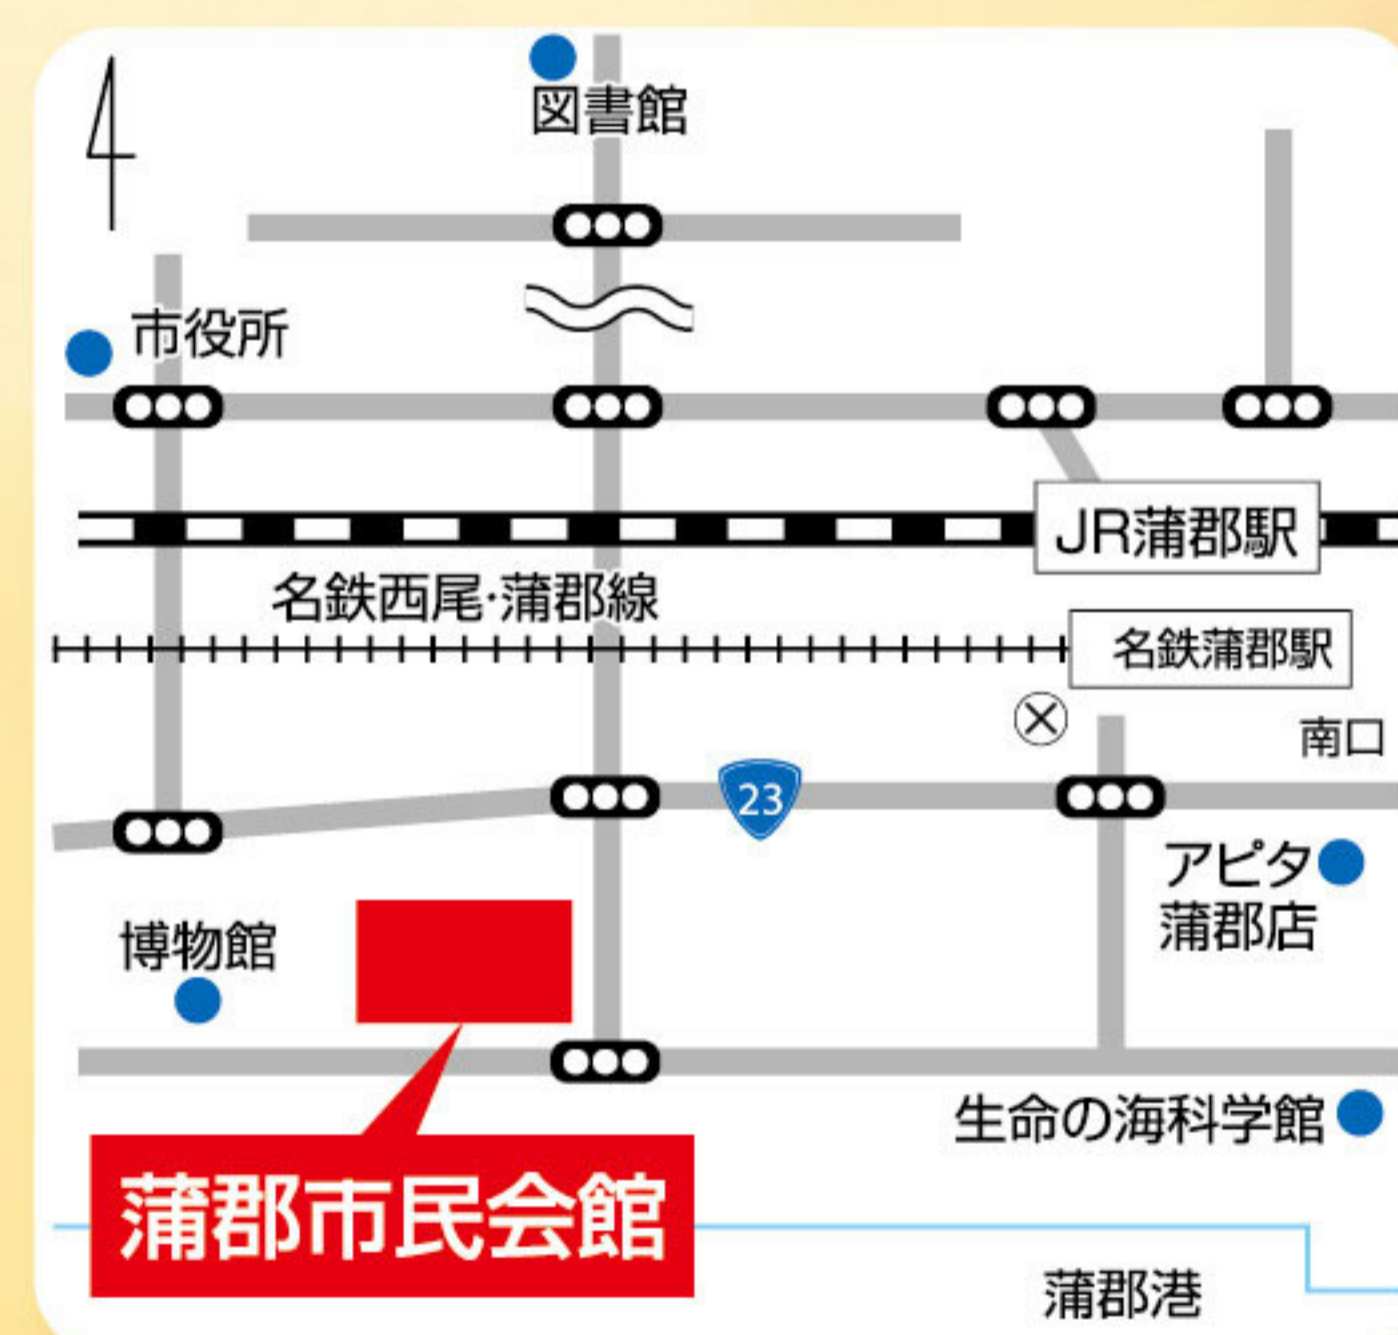 図書館
市役所
JR蒲郡駅
名鉄西尾・蒲郡線
名鉄蒲郡駅
南口
23
アピタ
蒲郡店
博物館
生命の海科学館
蒲郡市民会館
蒲郡港